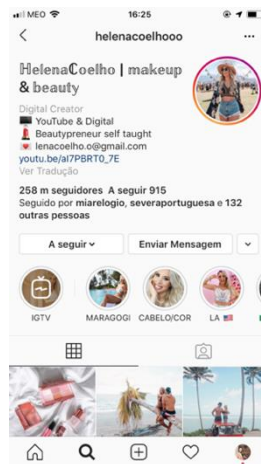 MEO 16:25
helenacoelhooo
ℍelenaℂoelho | makeup
& beauty
Digital Creator
YouTube & Digital
Beautypreneur self taught
lenacoelho.o@gmail.com
youtu.be/al7PBRT0_7E
Ver Tradução
258 m seguidores A seguir 915
Seguido por miarelogio, severaportuguesa e 132
outras pessoas
A seguir Enviar Mensagem
IGTV MARAGOGI CABELO/COR LA 🇺🇸